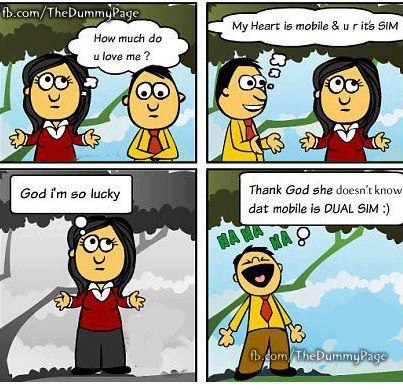 fb.com/TheDummyPage
How much do
u love me ?
My Heart is mobile & u r it's SIM
God i'm so lucky
Thank God she doesn't know
dat mobile is DUAL SIM :)
HA HA HA
fb.com/TheDummyPage